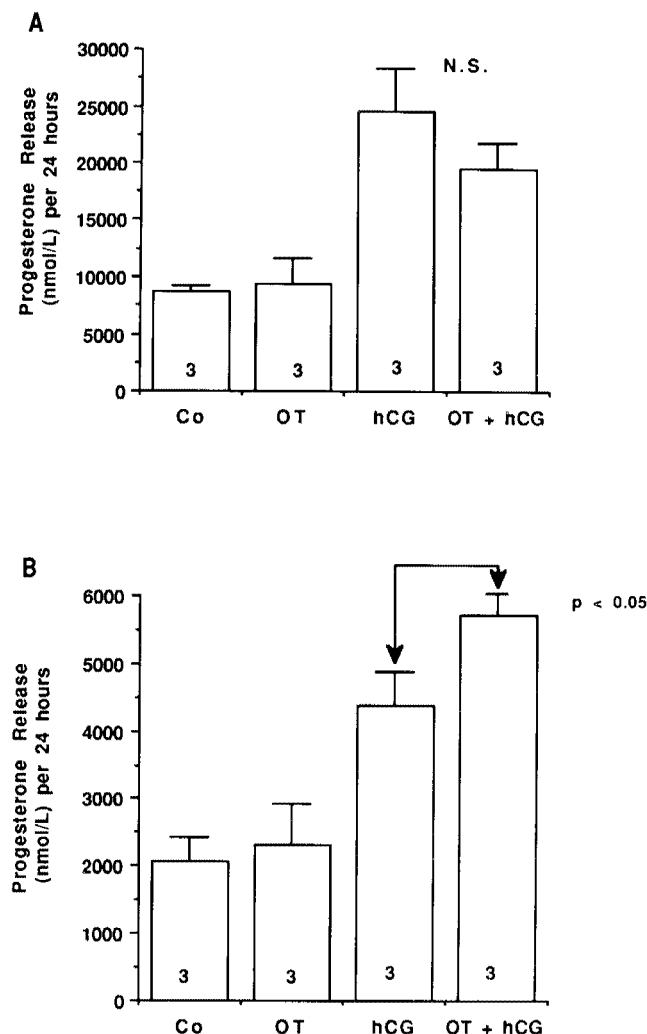 A
Progesterone Release
(nmol/L) per 24 hours
30000
25000
20000
15000
10000
5000
0
N.S.
3
3
3
3
Co
OT
hCG
OT + hCG
B
Progesterone Release
(nmol/L) per 24 hours
6000
5000
4000
3000
2000
1000
0
p < 0.05
3
3
3
3
Co
OT
hCG
OT + hCG